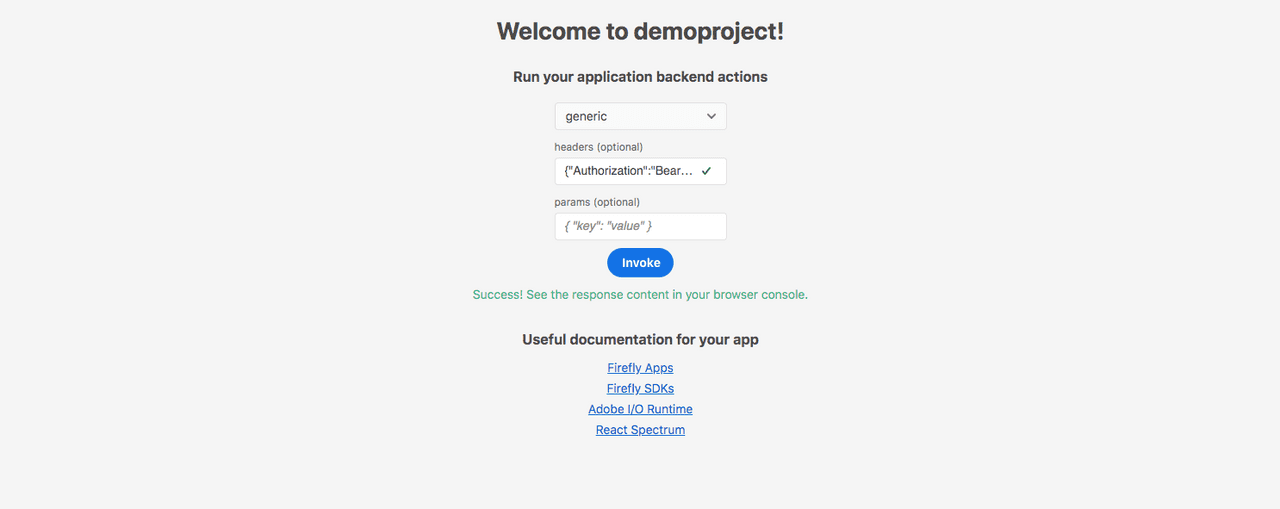 Welcome to demoproject!
Run your application backend actions
generic
headers (optional)
{"Authorization":"Bear...
params (optional)
{ "key": "value" }
Invoke
Success! See the response content in your browser console.
Useful documentation for your app
Firefly Apps
Firefly SDKs
Adobe I/O Runtime
React Spectrum